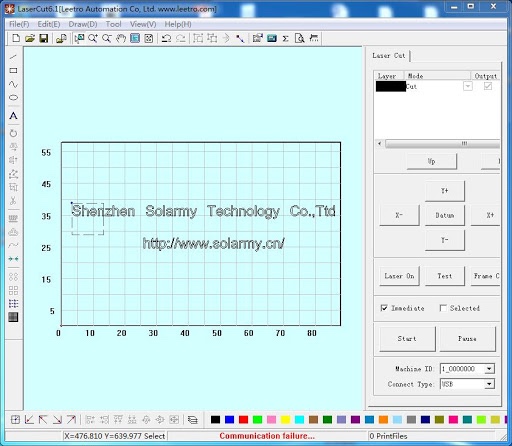 LaserCut6.1[Leetro Automation Co, Ltd. www.leetro.com]
File(F) Edit(E) Draw(D) Tool View(V) Help(H)
Laser Cut
Layer Mode Output
Cut
Up
Y+
X- Datum X+
Y-
Laser On Test Frame C
Immediate Selected
Start Pause
Machine ID: 1_0000000
Connect Type: USB
55
45
35
25
15
5
0 10 20 30 40 50 60 70 80
Shenzhen Solarmy Technology Co.,Ttd
http://www.solarmy.cn/
X=476.810 Y=639.977 Select Communication failure... 0 PrintFiles